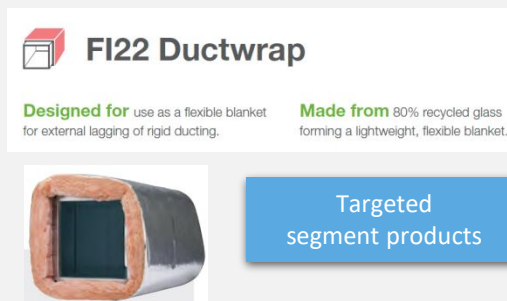 FI22 Ductwrap
Designed for use as a flexible blanket
for external lagging of rigid ducting.
Made from 80% recycled glass
forming a lightweight, flexible blanket.
Targeted
segment products